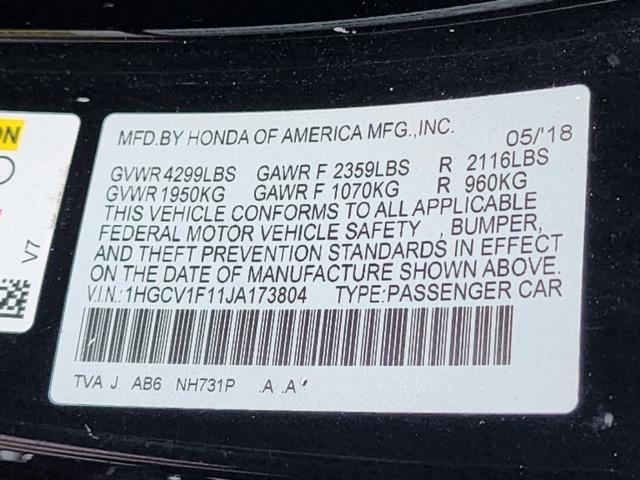 MFD.BY HONDA OF AMERICA MFG.,INC. 05/'18
GVWR 4299LBS GAWR F 2359LBS R 2116LBS
GVWR 1950KG GAWR F 1070KG R 960KG
THIS VEHICLE CONFORMS TO ALL APPLICABLE
FEDERAL MOTOR VEHICLE SAFETY , BUMPER,
AND THEFT PREVENTION STANDARDS IN EFFECT
ON THE DATE OF MANUFACTURE SHOWN ABOVE.
V.I.N.:1HGCV1F11JA173804 TYPE:PASSENGER CAR
TVA J AB6 NH731P .A .A'
ON
V7